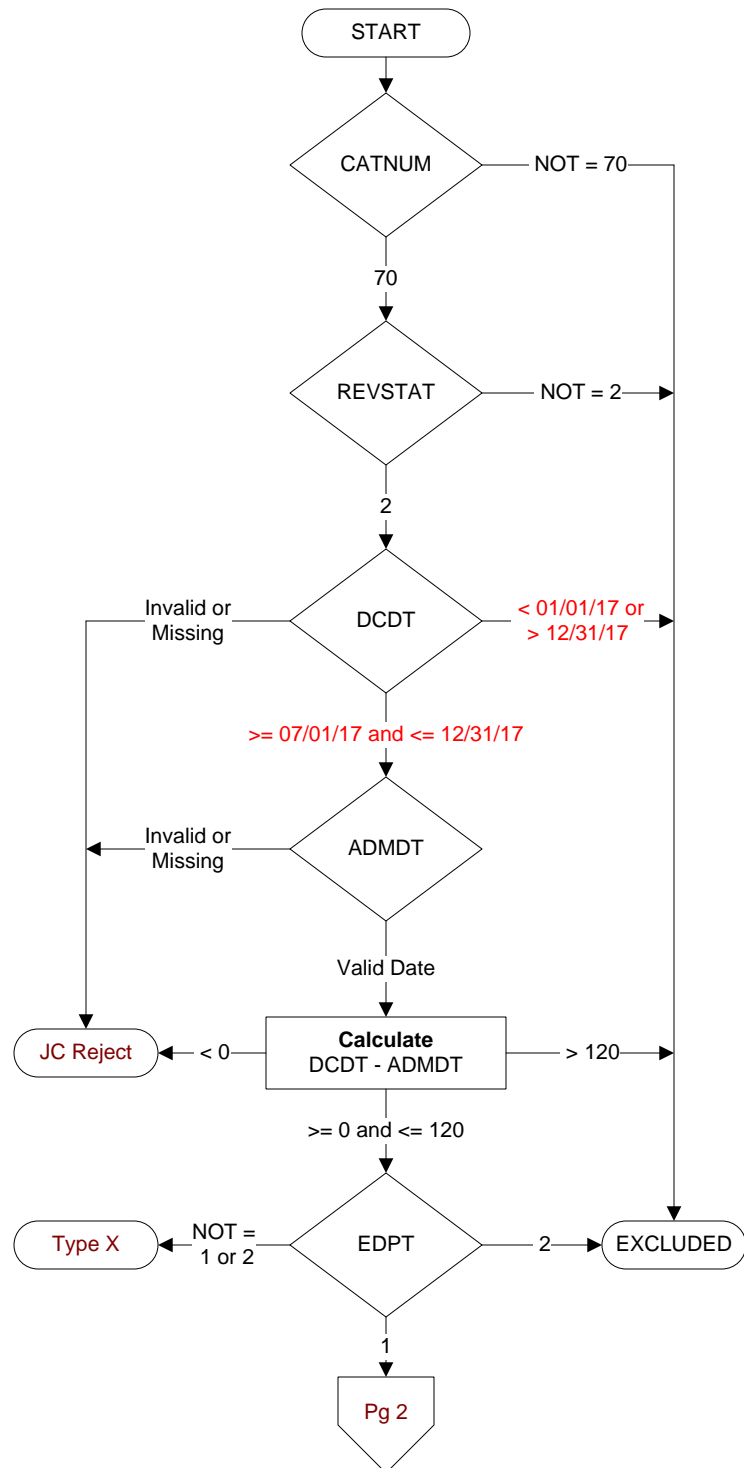 START
CATNUM
NOT = 70
70
REVSTAT
NOT = 2
2
Invalid or
Missing
DCDT
< 01/01/17 or
> 12/31/17
>= 07/01/17 and <= 12/31/17
Invalid or
Missing
ADMDT
Valid Date
JC Reject
< 0
Calculate
DCDT - ADMDT
> 120
>= 0 and <= 120
Type X
NOT =
1 or 2
EDPT
2
EXCLUDED
1
Pg 2